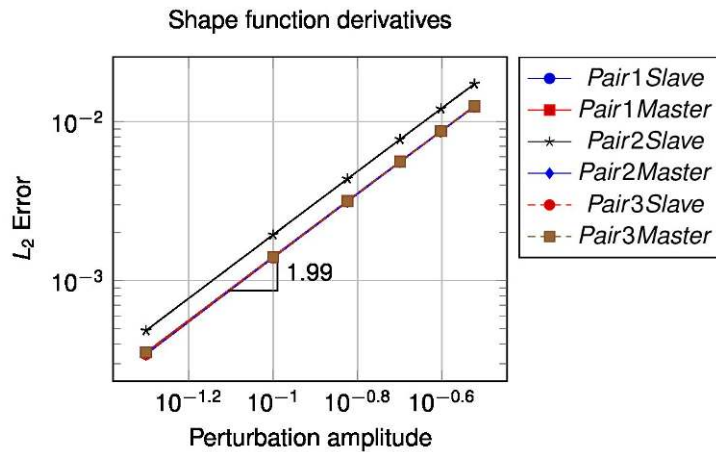 Shape function derivatives
10^{-2}
10^{-3}
L_2 Error
1.99
10^{-1.2}
10^{-1}
10^{-0.8}
10^{-0.6}
Perturbation amplitude
Pair1Slave
Pair1Master
Pair2Slave
Pair2Master
Pair3Slave
Pair3Master